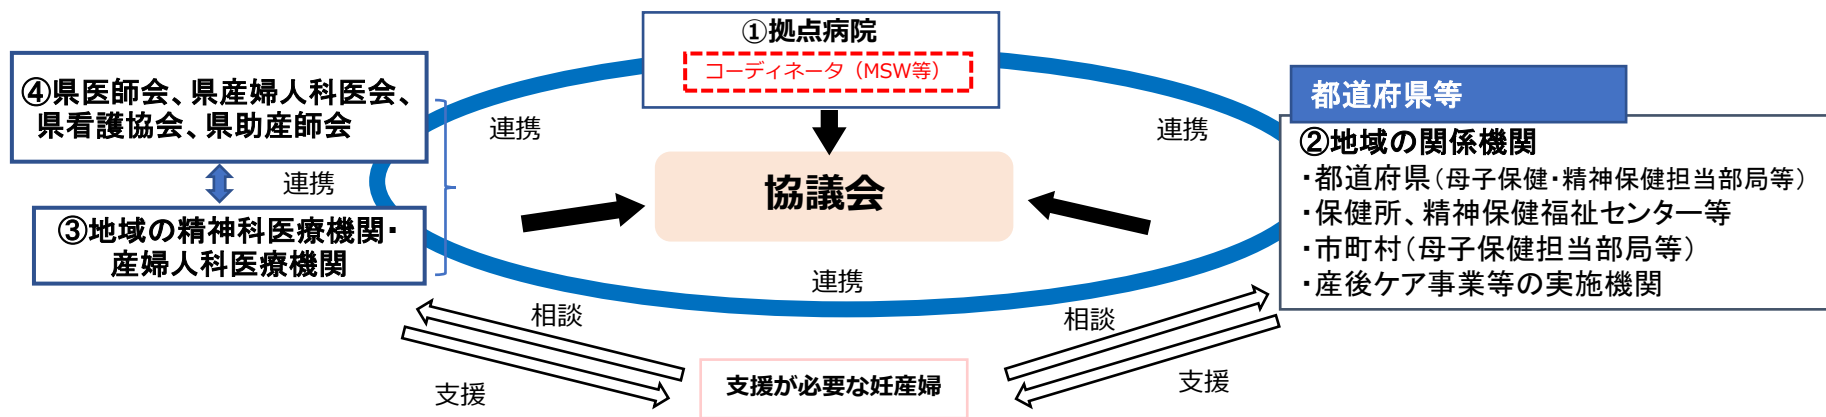 ①拠点病院
コーディネータ（MSW等）
④県医師会、県産婦人科医会、
県看護協会、県助産師会
連携
連携
都道府県等
②地域の関係機関
・都道府県（母子保健・精神保健担当部局等）
・保健所、精神保健福祉センター等
・市町村（母子保健担当部局等）
・産後ケア事業等の実施機関
協議会
連携
③地域の精神科医療機関・
産婦人科医療機関
連携
相談
相談
支援が必要な妊産婦
支援
支援